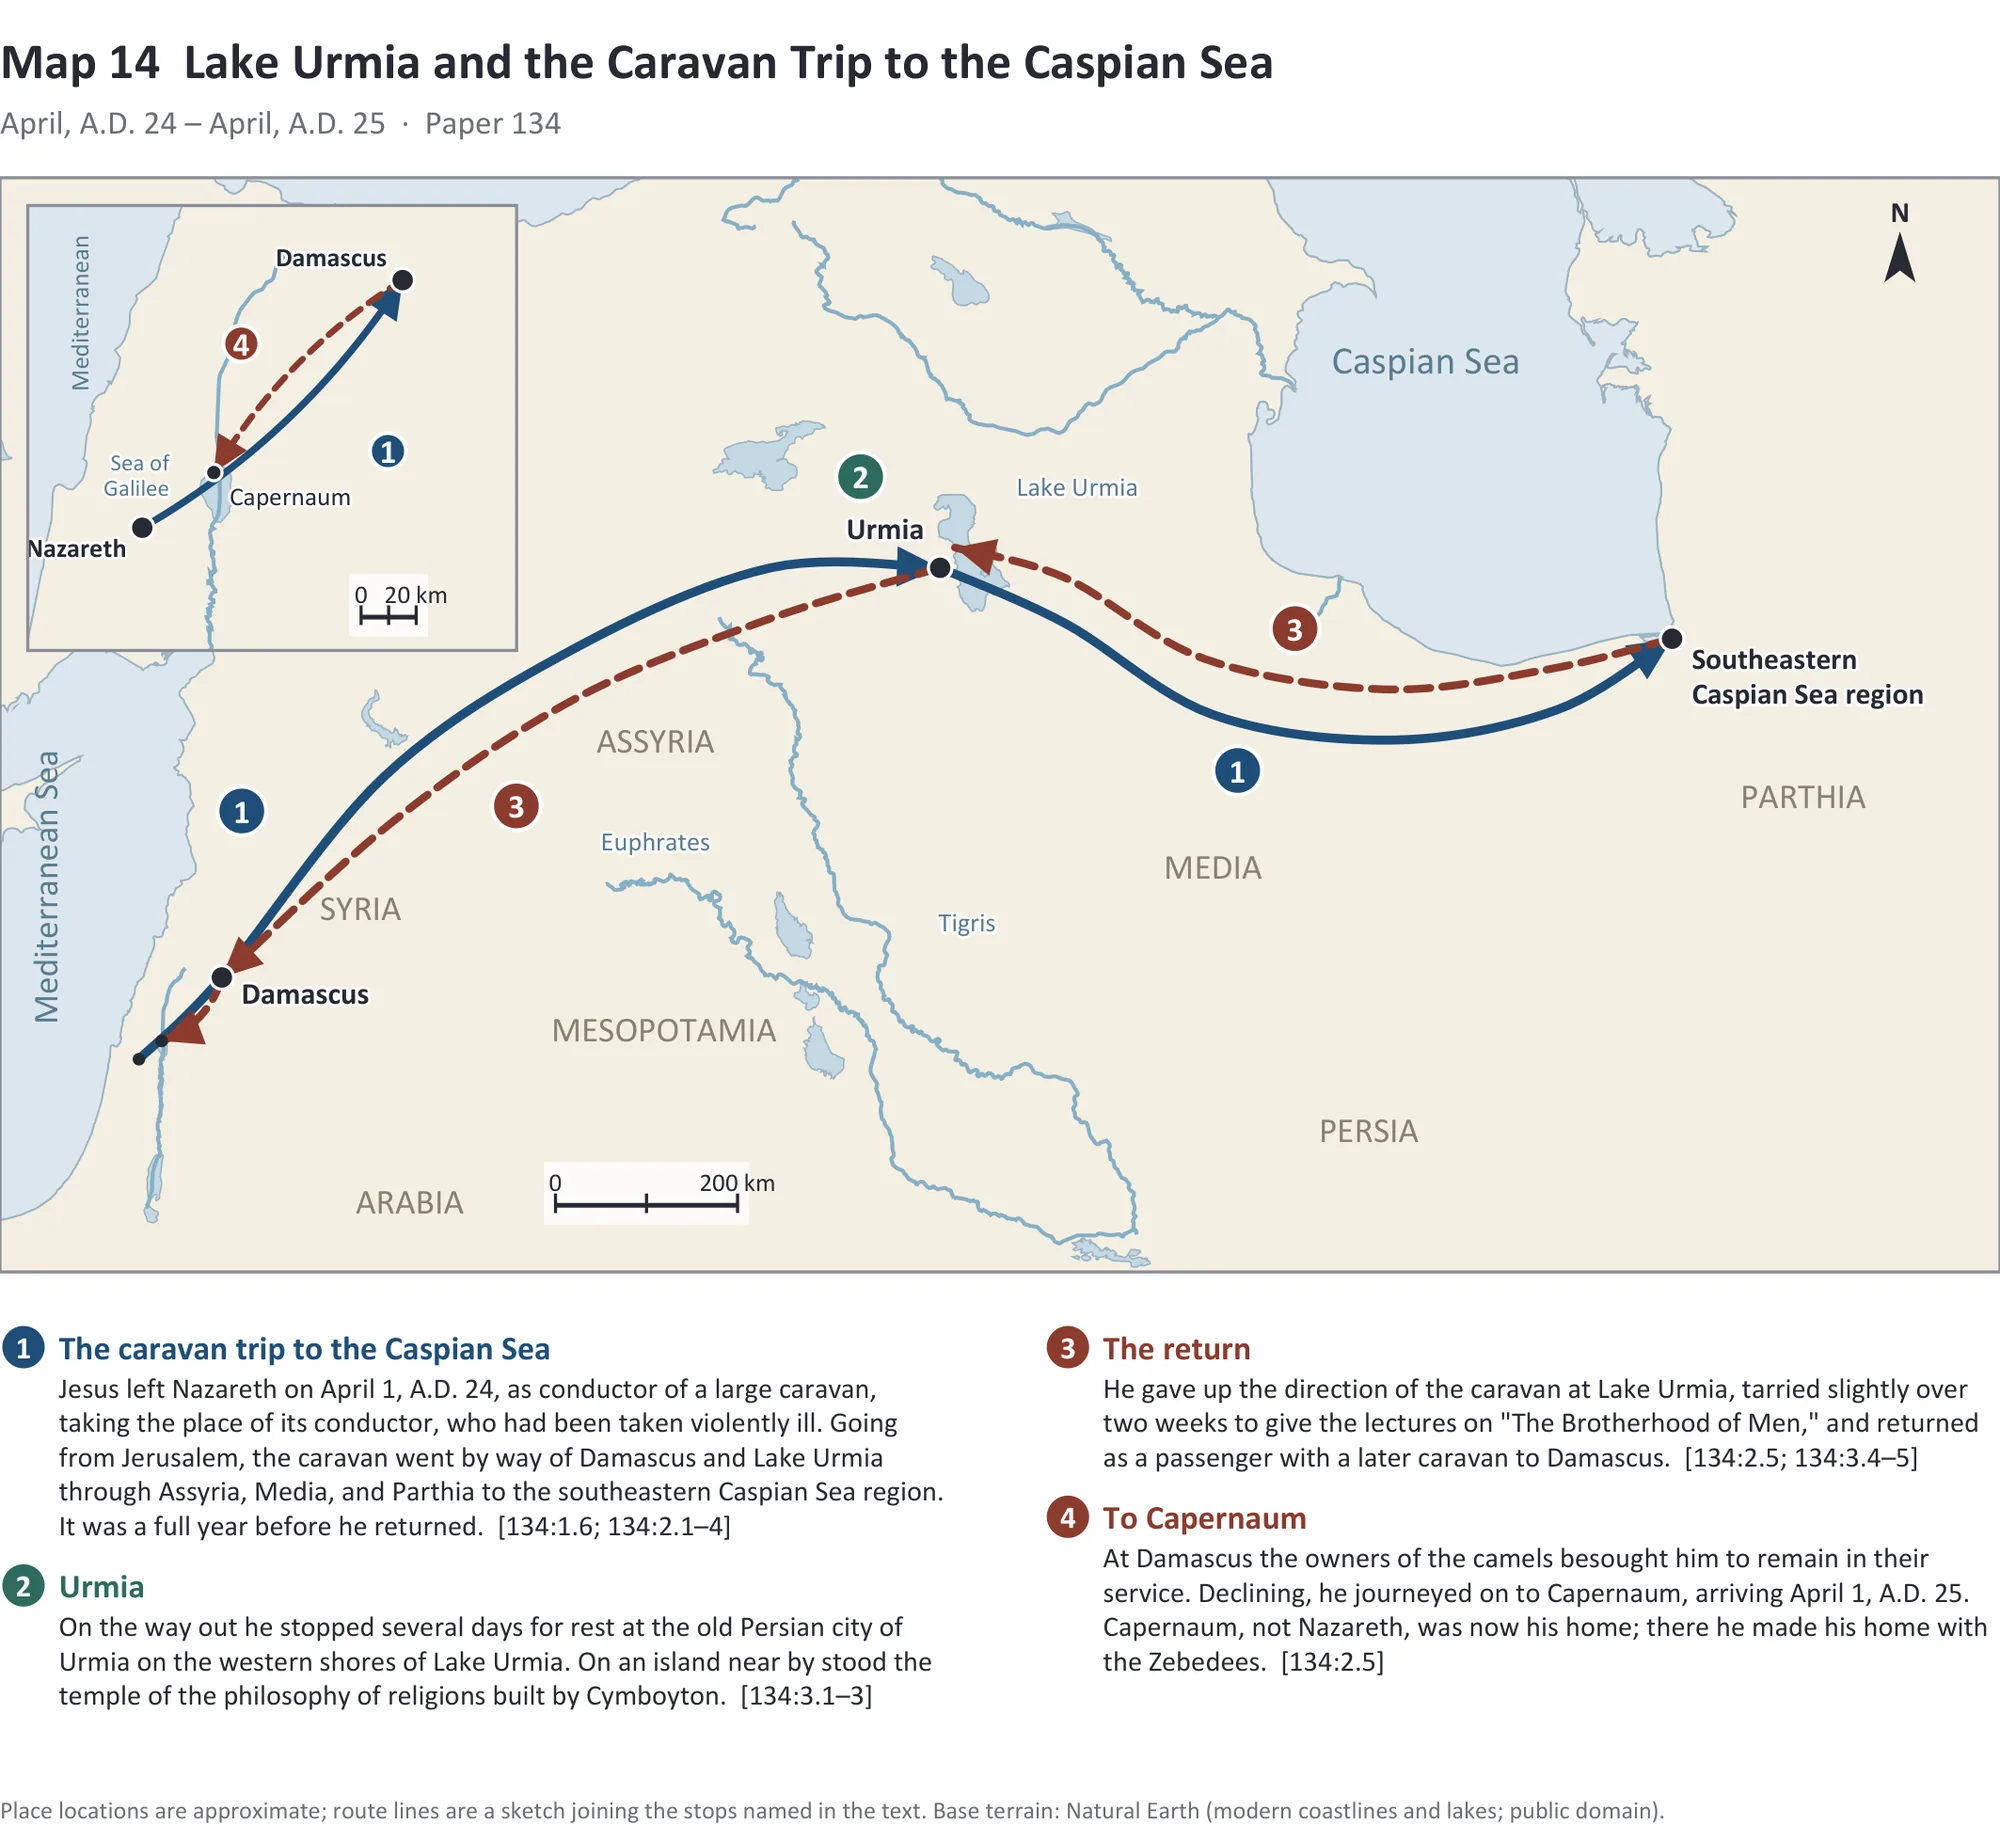 Map 14  Lake Urmia and the Caravan Trip to the Caspian Sea
April, A.D. 24 – April, A.D. 25  ·  Paper 134
N
Mediterranean
Damascus
4
1
Sea of
Galilee
Capernaum
Nazareth
0 20 km
Caspian Sea
2
Lake Urmia
Urmia
3
Southeastern
Caspian Sea region
ASSYRIA
1
PARTHIA
Mediterranean Sea
1
3
Euphrates
MEDIA
SYRIA
Tigris
Damascus
MESOPOTAMIA
PERSIA
ARABIA
0 200 km
1 The caravan trip to the Caspian Sea
Jesus left Nazareth on April 1, A.D. 24, as conductor of a large caravan,
taking the place of its conductor, who had been taken violently ill. Going
from Jerusalem, the caravan went by way of Damascus and Lake Urmia
through Assyria, Media, and Parthia to the southeastern Caspian Sea region.
It was a full year before he returned.  [134:1.6; 134:2.1–4]
2 Urmia
On the way out he stopped several days for rest at the old Persian city of
Urmia on the western shores of Lake Urmia. On an island near by stood the
temple of the philosophy of religions built by Cymboyton.  [134:3.1–3]
3 The return
He gave up the direction of the caravan at Lake Urmia, tarried slightly over
two weeks to give the lectures on "The Brotherhood of Men," and returned
as a passenger with a later caravan to Damascus.  [134:2.5; 134:3.4–5]
4 To Capernaum
At Damascus the owners of the camels besought him to remain in their
service. Declining, he journeyed on to Capernaum, arriving April 1, A.D. 25.
Capernaum, not Nazareth, was now his home; there he made his home with
the Zebedees.  [134:2.5]
Place locations are approximate; route lines are a sketch joining the stops named in the text. Base terrain: Natural Earth (modern coastlines and lakes; public domain).